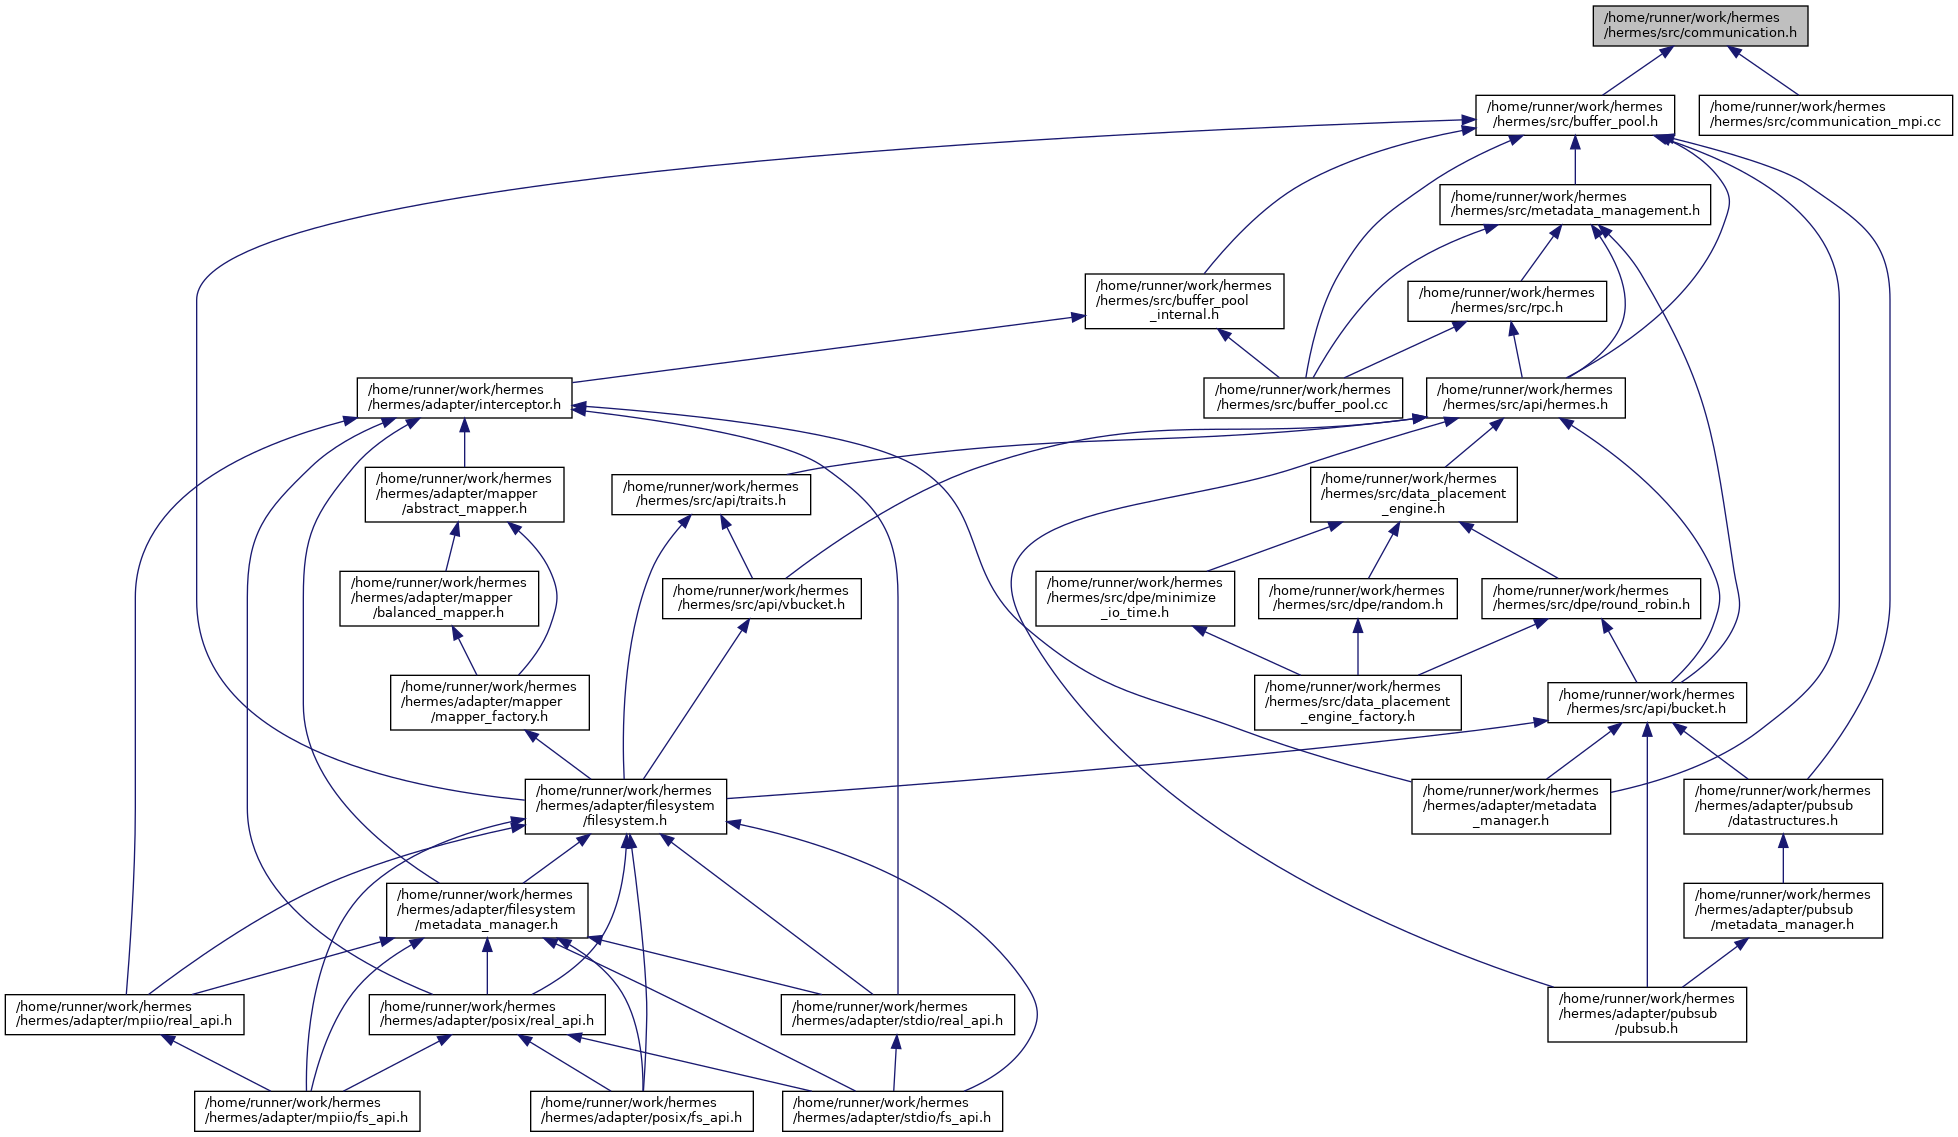 /home/runner/work/hermes
/hermes/src/communication.h
/home/runner/work/hermes
/hermes/src/buffer_pool.h
/home/runner/work/hermes
/hermes/src/communication_mpi.cc
/home/runner/work/hermes
/hermes/src/metadata_management.h
/home/runner/work/hermes
/hermes/src/buffer_pool
_internal.h
/home/runner/work/hermes
/hermes/src/rpc.h
/home/runner/work/hermes
/hermes/adapter/interceptor.h
/home/runner/work/hermes
/hermes/src/buffer_pool.cc
/home/runner/work/hermes
/hermes/src/api/hermes.h
/home/runner/work/hermes
/hermes/adapter/mapper
/abstract_mapper.h
/home/runner/work/hermes
/hermes/src/api/traits.h
/home/runner/work/hermes
/hermes/src/data_placement
_engine.h
/home/runner/work/hermes
/hermes/adapter/mapper
/balanced_mapper.h
/home/runner/work/hermes
/hermes/src/api/vbucket.h
/home/runner/work/hermes
/hermes/src/dpe/minimize
_io_time.h
/home/runner/work/hermes
/hermes/src/dpe/random.h
/home/runner/work/hermes
/hermes/src/dpe/round_robin.h
/home/runner/work/hermes
/hermes/adapter/mapper
/mapper_factory.h
/home/runner/work/hermes
/hermes/src/data_placement
_engine_factory.h
/home/runner/work/hermes
/hermes/src/api/bucket.h
/home/runner/work/hermes
/hermes/adapter/filesystem
/filesystem.h
/home/runner/work/hermes
/hermes/adapter/metadata
_manager.h
/home/runner/work/hermes
/hermes/adapter/pubsub
/datastructures.h
/home/runner/work/hermes
/hermes/adapter/filesystem
/metadata_manager.h
/home/runner/work/hermes
/hermes/adapter/pubsub
/metadata_manager.h
/home/runner/work/hermes
/hermes/adapter/mpiio/real_api.h
/home/runner/work/hermes
/hermes/adapter/posix/real_api.h
/home/runner/work/hermes
/hermes/adapter/stdio/real_api.h
/home/runner/work/hermes
/hermes/adapter/pubsub
/pubsub.h
/home/runner/work/hermes
/hermes/adapter/mpiio/fs_api.h
/home/runner/work/hermes
/hermes/adapter/posix/fs_api.h
/home/runner/work/hermes
/hermes/adapter/stdio/fs_api.h